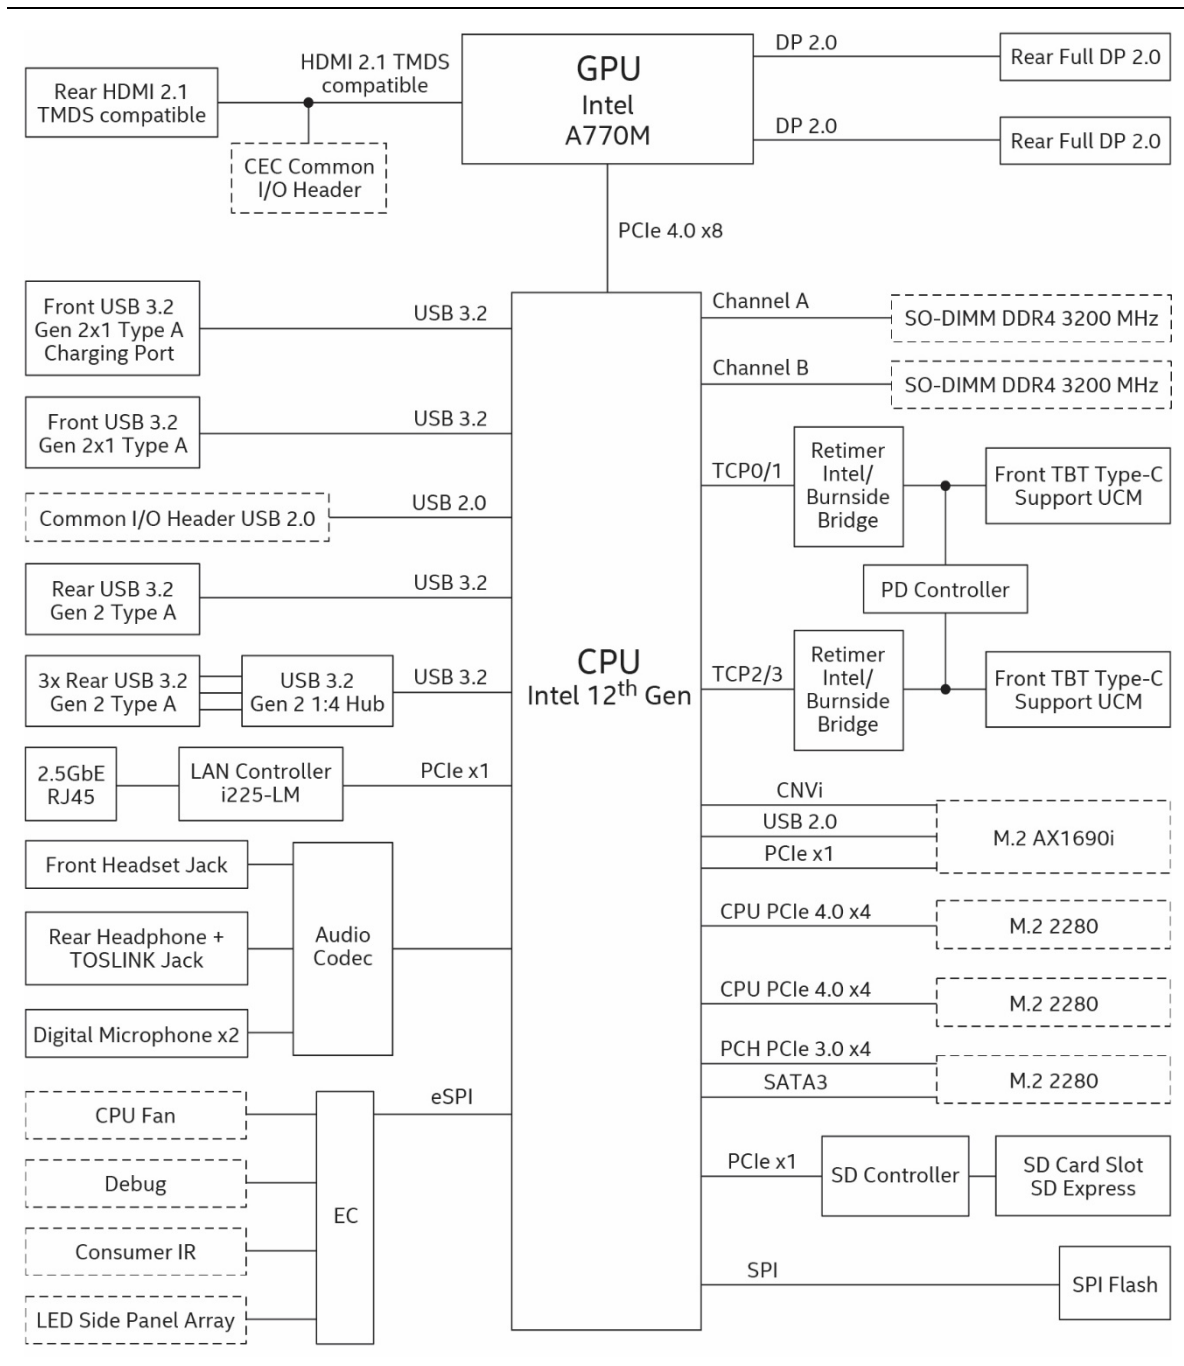 DP 2.0
HDMI 2.1 TMDS
compatible
GPU
Intel
A770M
Rear Full DP 2.0
Rear HDMI 2.1
TMDS compatible
DP 2.0
Rear Full DP 2.0
CEC Common
I/O Header
PCIe 4.0 x8
Front USB 3.2
Gen 2x1 Type A
Charging Port
USB 3.2
Channel A
SO-DIMM DDR4 3200 MHz
Channel B
SO-DIMM DDR4 3200 MHz
Front USB 3.2
Gen 2x1 Type A
USB 3.2
TCP0/1
Retimer
Intel/
Burnside
Bridge
Front TBT Type-C
Support UCM
Common I/O Header USB 2.0
USB 2.0
Rear USB 3.2
Gen 2 Type A
USB 3.2
PD Controller
CPU
Intel 12th Gen
3x Rear USB 3.2
Gen 2 Type A
USB 3.2
Gen 2 1:4 Hub
USB 3.2
TCP2/3
Retimer
Intel/
Burnside
Bridge
Front TBT Type-C
Support UCM
2.5GbE
RJ45
LAN Controller
i225-LM
PCIe x1
CNVi
USB 2.0
PCIe x1
M.2 AX1690i
Front Headset Jack
Rear Headphone +
TOSLINK Jack
Digital Microphone x2
Audio
Codec
CPU PCIe 4.0 x4
M.2 2280
CPU PCIe 4.0 x4
M.2 2280
PCH PCIe 3.0 x4
SATA3
M.2 2280
CPU Fan
Debug
Consumer IR
LED Side Panel Array
EC
eSPI
PCIe x1
SD Controller
SD Card Slot
SD Express
SPI
SPI Flash